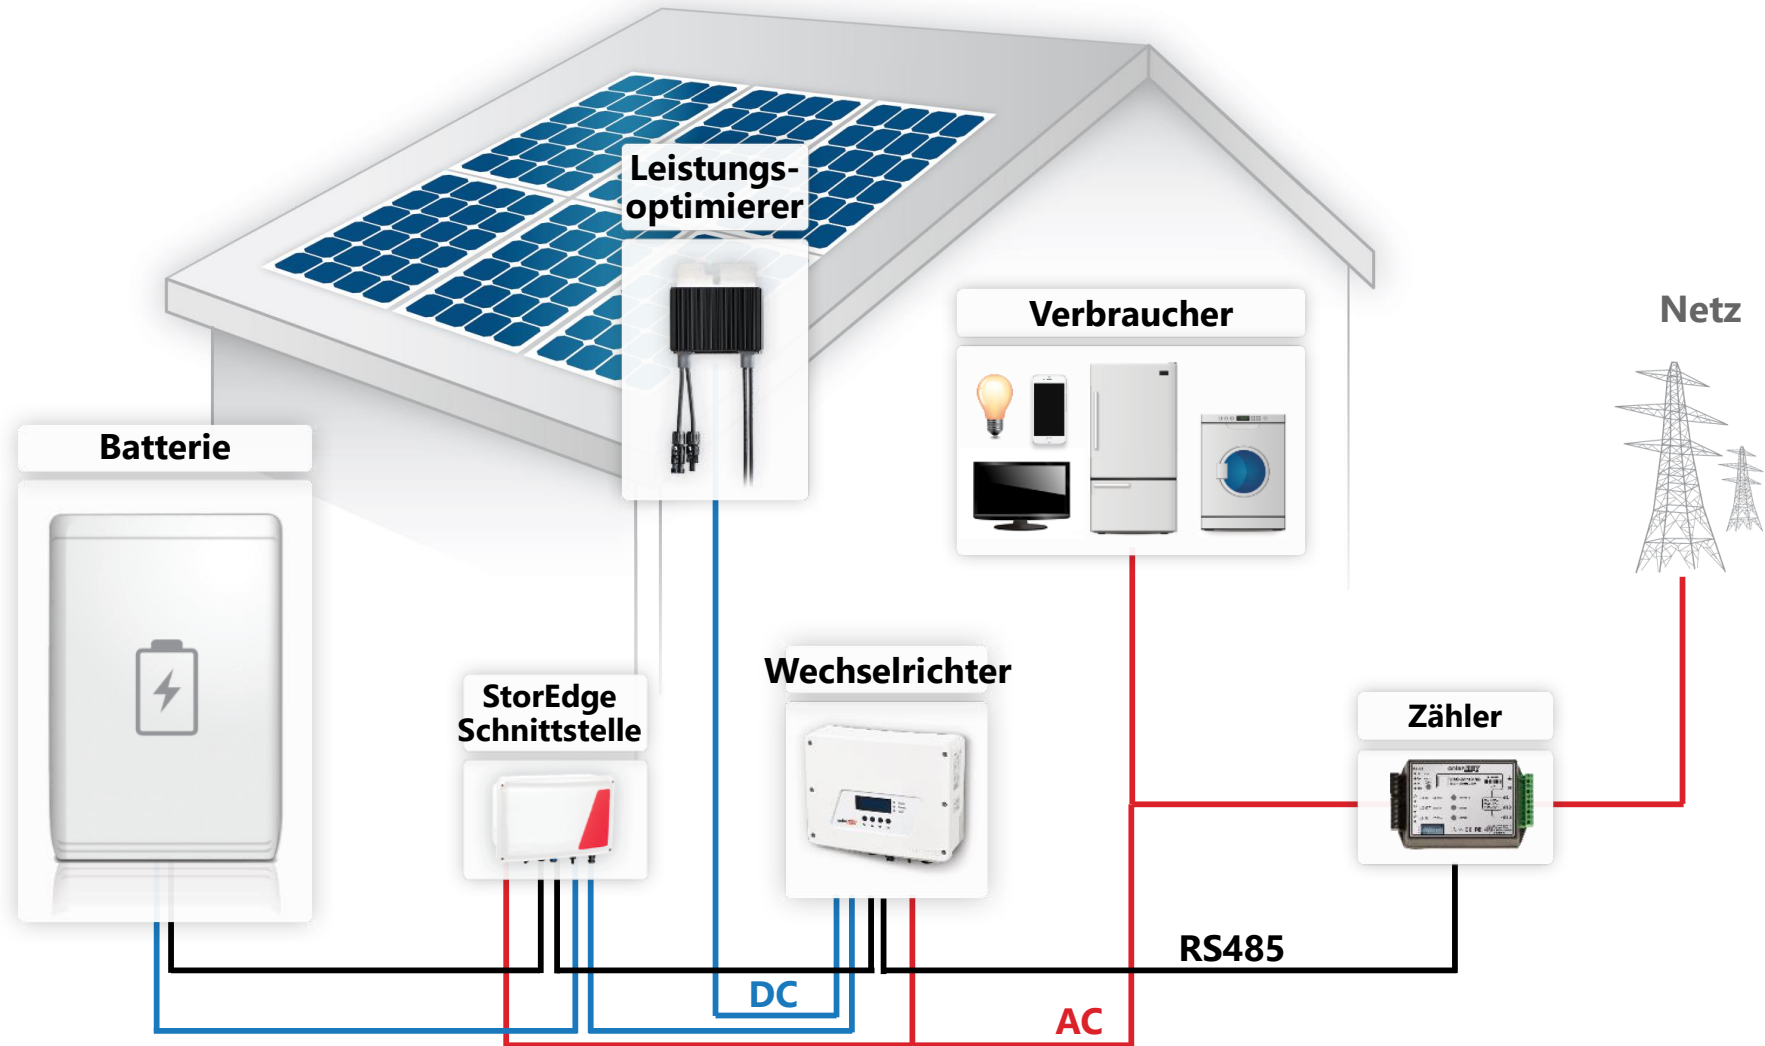 Leistungs-
optimierer
Verbraucher
Netz
Batterie
StorEdge
Schnittstelle
Wechselrichter
Zähler
RS485
DC
AC